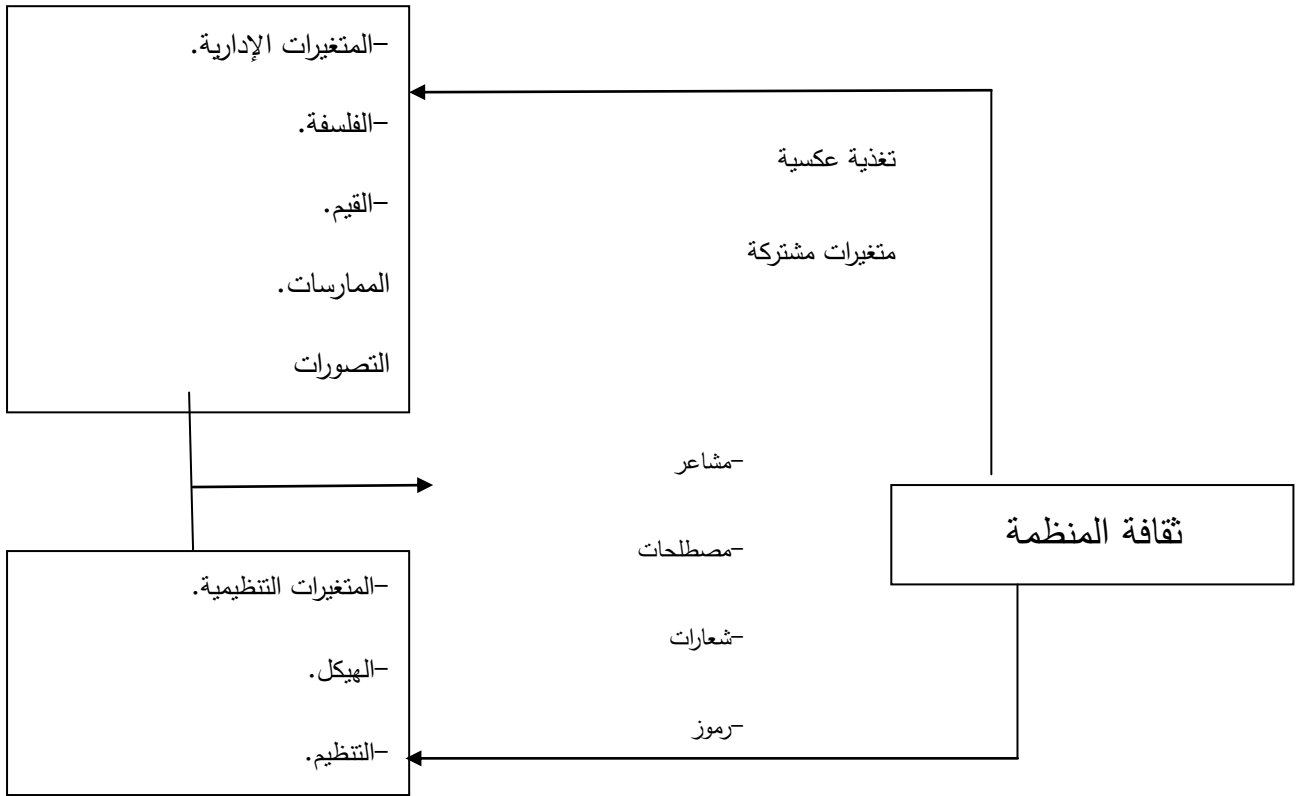 -المتغيرات الإدارية.
-الفلسفة.
-القيم.
الممارسات.
التصورات
تغذية عكسية
متغيرات مشتركة
-مشاعر
-مصطلحات
-شعارات
-رموز
ثقافة المنظمة
-المتغيرات التنظيمية.
-الهيكل.
-التنظيم.